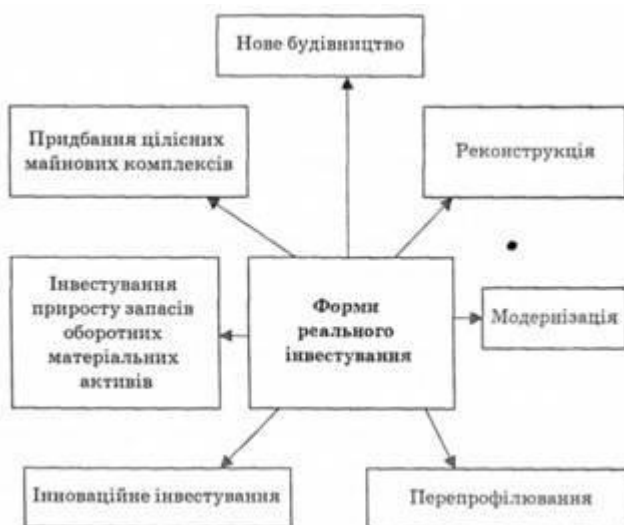 Нове будівництво
Придбання цілісних
майнових комплексів
Реконструкція
Інвестування
приросту запасів
оборотних
матеріальних
активів
Форми
реального
інвестування
Модернізація
Інноваційне інвестування
Перепрофілювання